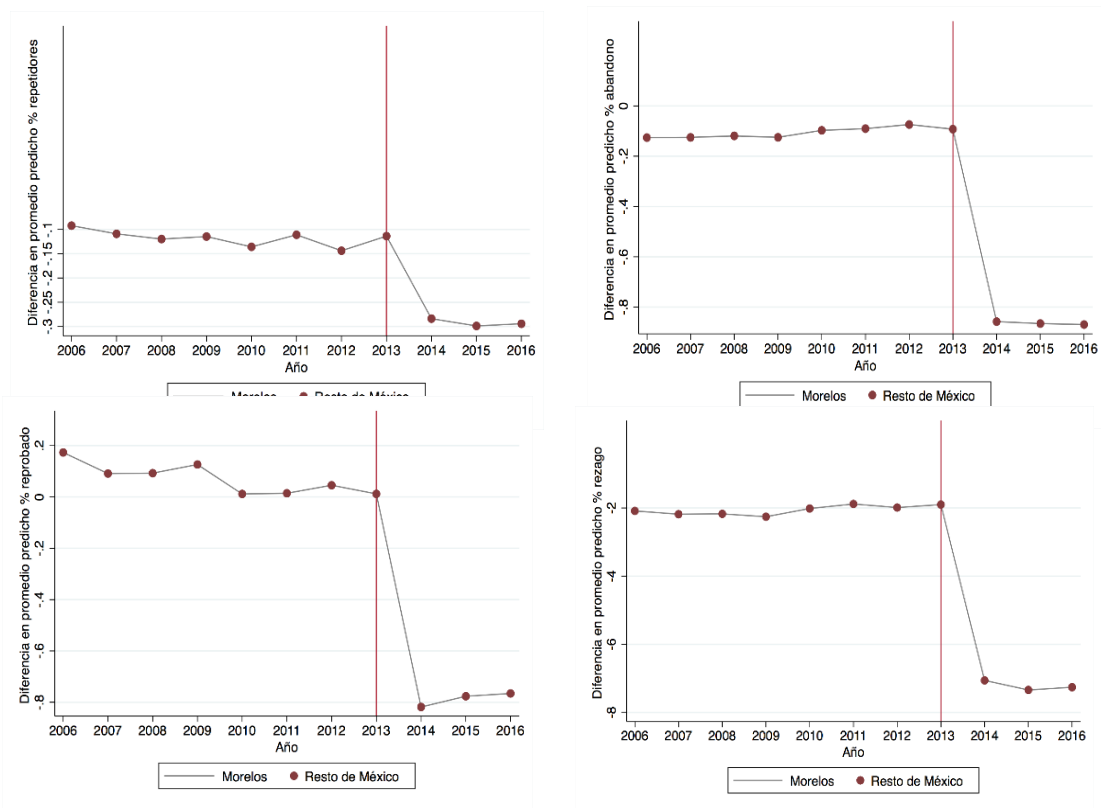 Diferencia en promedio predicho % repetidores
-.1
-.15
-.2
-.25
-.3
2006 2007 2008 2009 2010 2011 2012 2013 2014 2015 2016
Año
Morelos Resto de México
Diferencia en promedio predicho % abandono
0
-.2
-.4
-.6
-.8
2006 2007 2008 2009 2010 2011 2012 2013 2014 2015 2016
Año
Morelos Resto de México
Diferencia en promedio predicho % reprobado
.2
0
-.2
-.4
-.6
-.8
2006 2007 2008 2009 2010 2011 2012 2013 2014 2015 2016
Año
Morelos Resto de México
Diferencia en promedio predicho % rezago
-2
-4
-6
-8
2006 2007 2008 2009 2010 2011 2012 2013 2014 2015 2016
Año
Morelos Resto de México